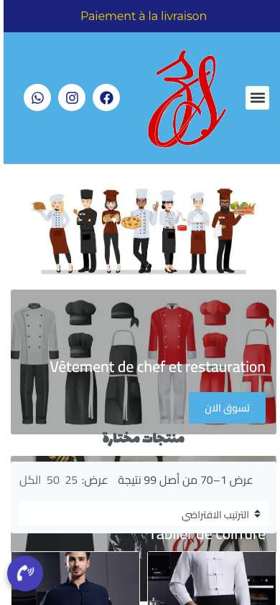 Paiement à la livraison
Vêtement de chef et restauration
تسوق الان
منتجات مختارة
عرض 1–70 من أصل 99 نتيجة
عرض: 25 50 الكل
الترتيب الافتراضي
Tablier de coiffure